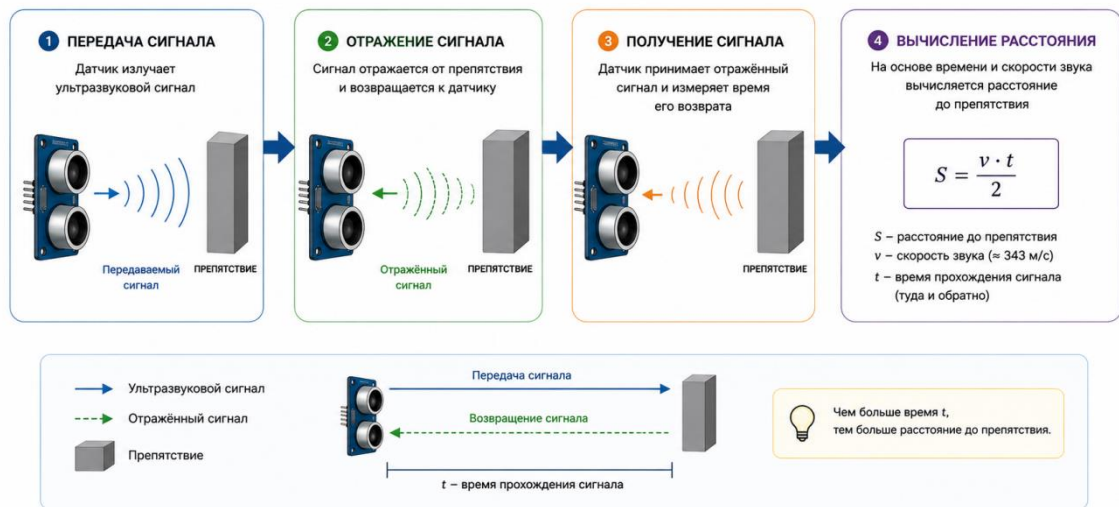 1 ПЕРЕДАЧА СИГНАЛА
Датчик излучает
ультразвуковой сигнал
Передаваемый
сигнал
ПРЕПЯТСТВИЕ
2 ОТРАЖЕНИЕ СИГНАЛА
Сигнал отражается от препятствия
и возвращается к датчику
Отражённый
сигнал
ПРЕПЯТСТВИЕ
3 ПОЛУЧЕНИЕ СИГНАЛА
Датчик принимает отражённый
сигнал и измеряет время
его возврата
ПРЕПЯТСТВИЕ
4 ВЫЧИСЛЕНИЕ РАССТОЯНИЯ
На основе времени и скорости звука
вычисляется расстояние
до препятствия
S = v · t / 2
S – расстояние до препятствия
v – скорость звука (≈ 343 м/с)
t – время прохождения сигнала
(туда и обратно)
Ультразвуковой сигнал
Отражённый сигнал
Препятствие
Передача сигнала
Возвращение сигнала
t – время прохождения сигнала
Чем больше время t,
тем больше расстояние до препятствия.